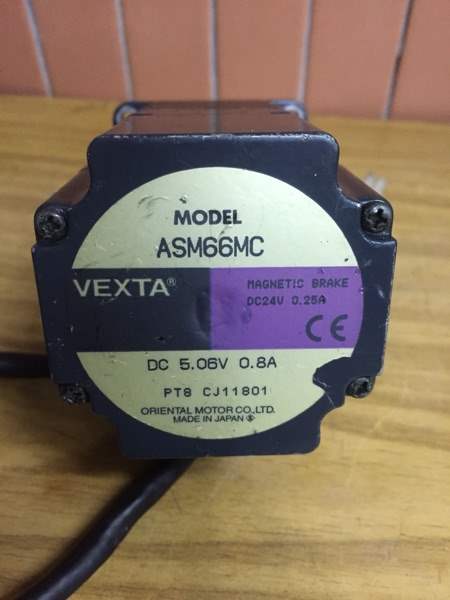 MODEL
ASM66MC
VEXTA®
MAGNETIC BRAKE
DC24V 0.25A
CE
DC 5.06V 0.8A
PT8 CJ11801
ORIENTAL MOTOR CO.,LTD.
MADE IN JAPAN